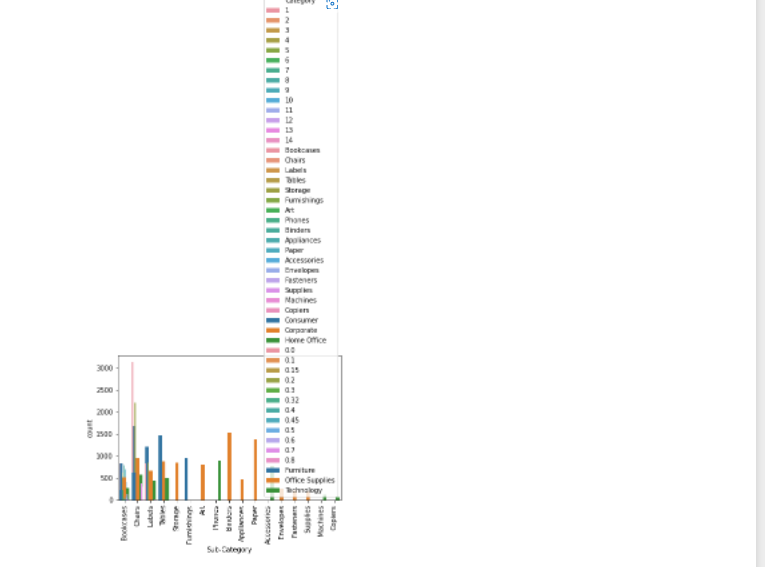 Category
1
2
3
4
5
6
7
8
9
10
11
12
13
14
Bookcases
Chairs
Labels
Tables
Storage
Furnishings
Art
Phones
Binders
Appliances
Paper
Accessories
Envelopes
Fasteners
Supplies
Machines
Copiers
Consumer
Corporate
Home Office
0.0
0.1
0.15
0.2
0.3
0.32
0.4
0.45
0.5
0.6
0.7
0.8
Furniture
Office Supplies
Technology
3000
2500
2000
1500
1000
500
0
count
Bookcases
Chairs
Labels
Tables
Storage
Furnishings
Art
Phones
Binders
Appliances
Paper
Accessories
Envelopes
Fasteners
Supplies
Machines
Copiers
Sub-Category